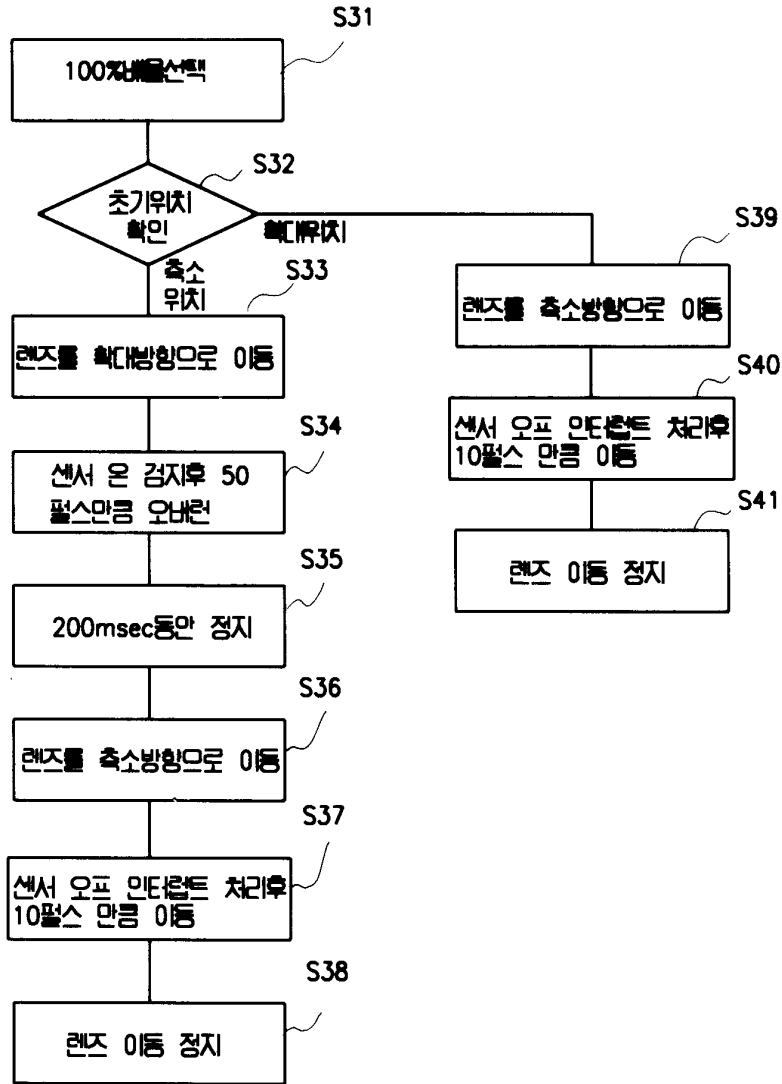 S31
100%배율선택
S32
초기위치
확인
확대위치
축소
위치
S33
렌즈를 확대방향으로 이동
S34
센서 온 검지후 50
펄스만큼 오버런
S35
200msec동안 정지
S36
렌즈를 축소방향으로 이동
S37
센서 오프 인터럽트 처리후
10펄스 만큼 이동
S38
렌즈 이동 정지
S39
렌즈를 축소방향으로 이동
S40
센서 오프 인터럽트 처리후
10펄스 만큼 이동
S41
렌즈 이동 정지